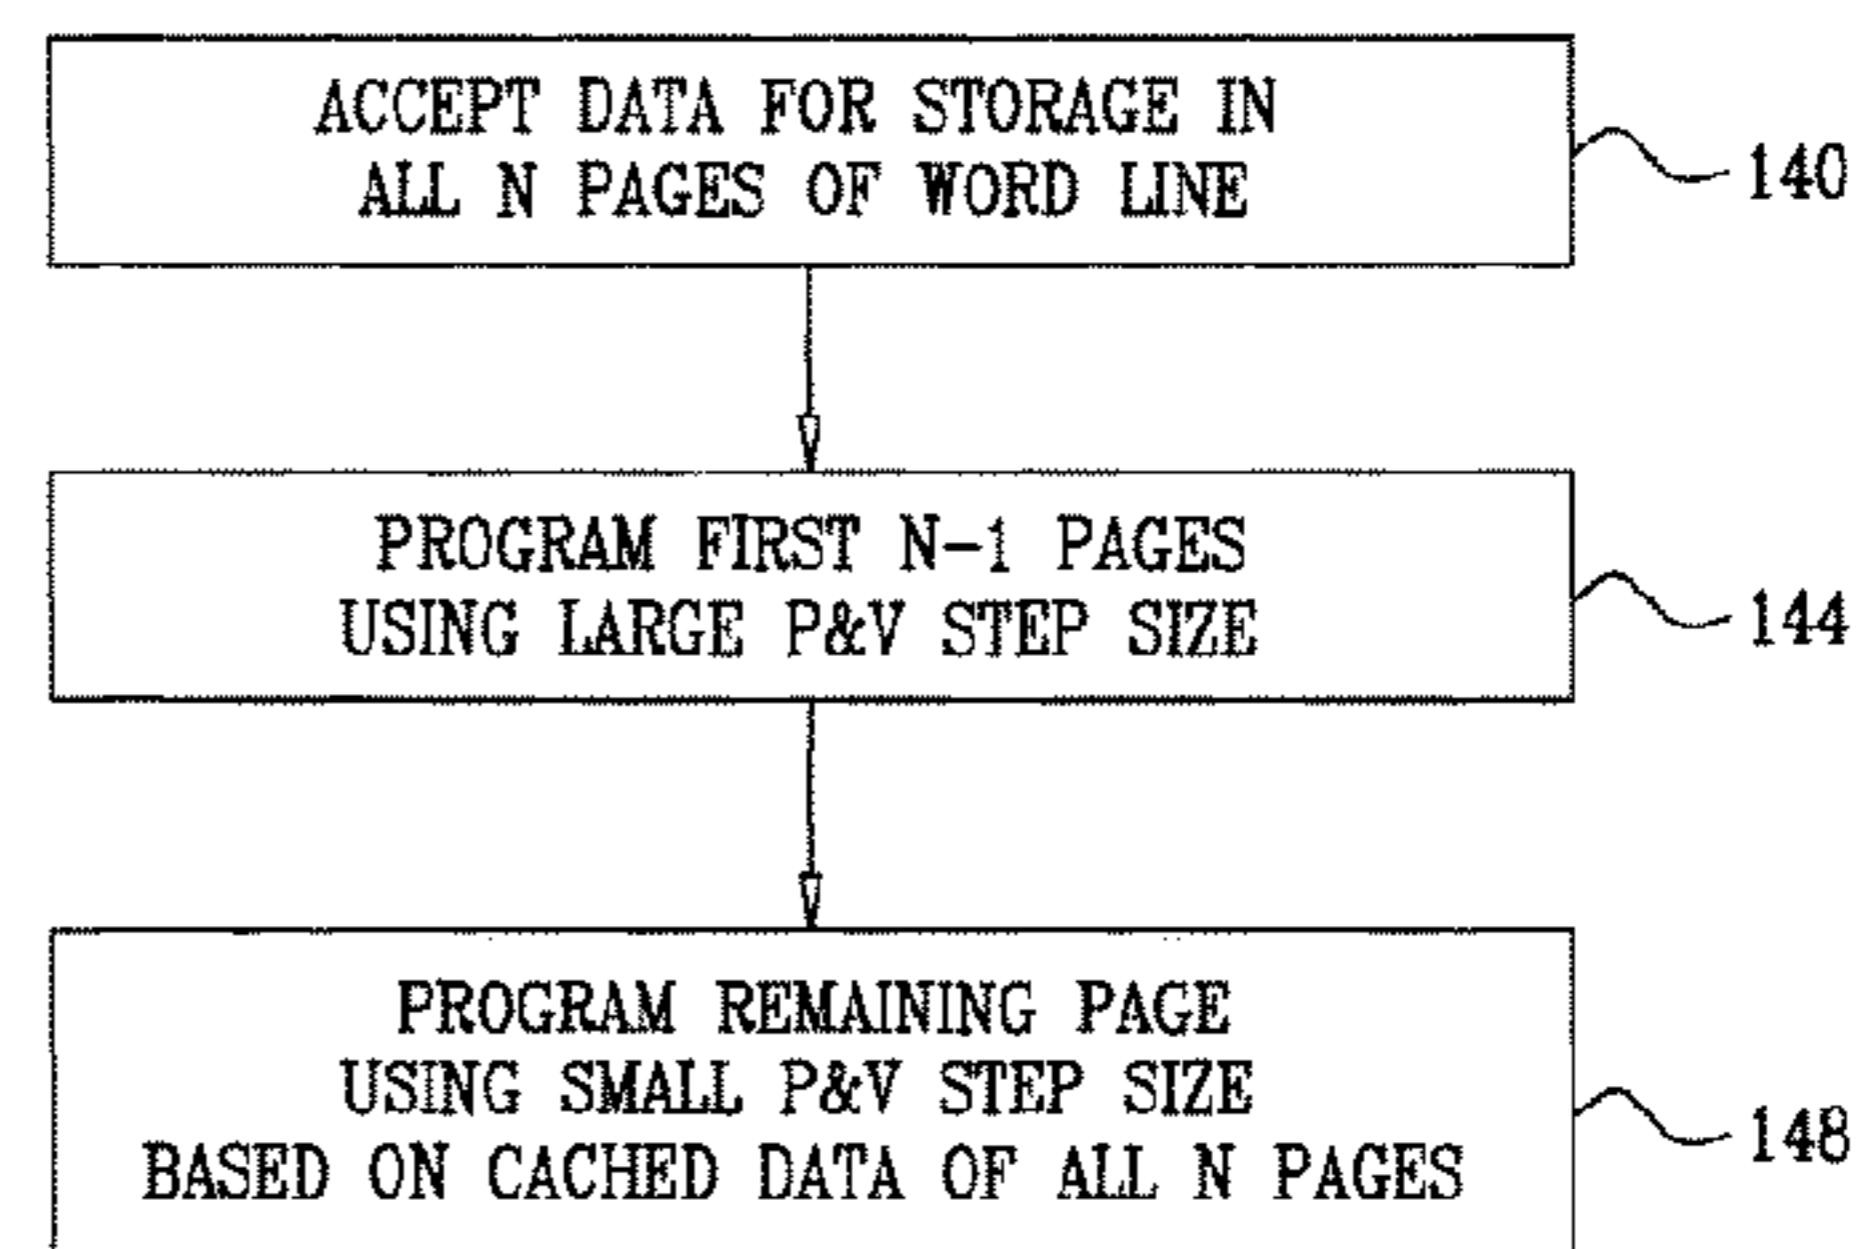 ACCEPT DATA FOR STORAGE IN
ALL N PAGES OF WORD LINE
140
PROGRAM FIRST N-1 PAGES
USING LARGE P&V STEP SIZE
144
PROGRAM REMAINING PAGE
USING SMALL P&V STEP SIZE
BASED ON CACHED DATA OF ALL N PAGES
148